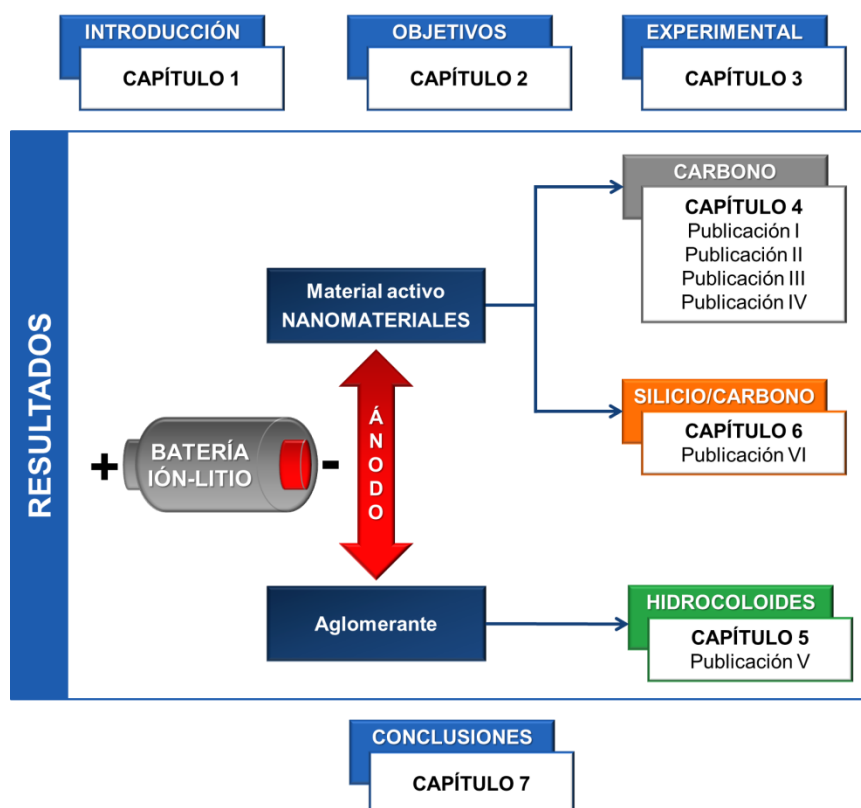 INTRODUCCIÓN
CAPÍTULO 1
OBJETIVOS
CAPÍTULO 2
EXPERIMENTAL
CAPÍTULO 3
RESULTADOS
CARBONO
CAPÍTULO 4
Publicación I
Publicación II
Publicación III
Publicación IV
Material activo
NANOMATERIALES
SILICIO/CARBONO
CAPÍTULO 6
Publicación VI
+
BATERÍA
IÓN-LITIO
-
ÁNODO
Aglomerante
HIDROCOLOIDES
CAPÍTULO 5
Publicación V
CONCLUSIONES
CAPÍTULO 7